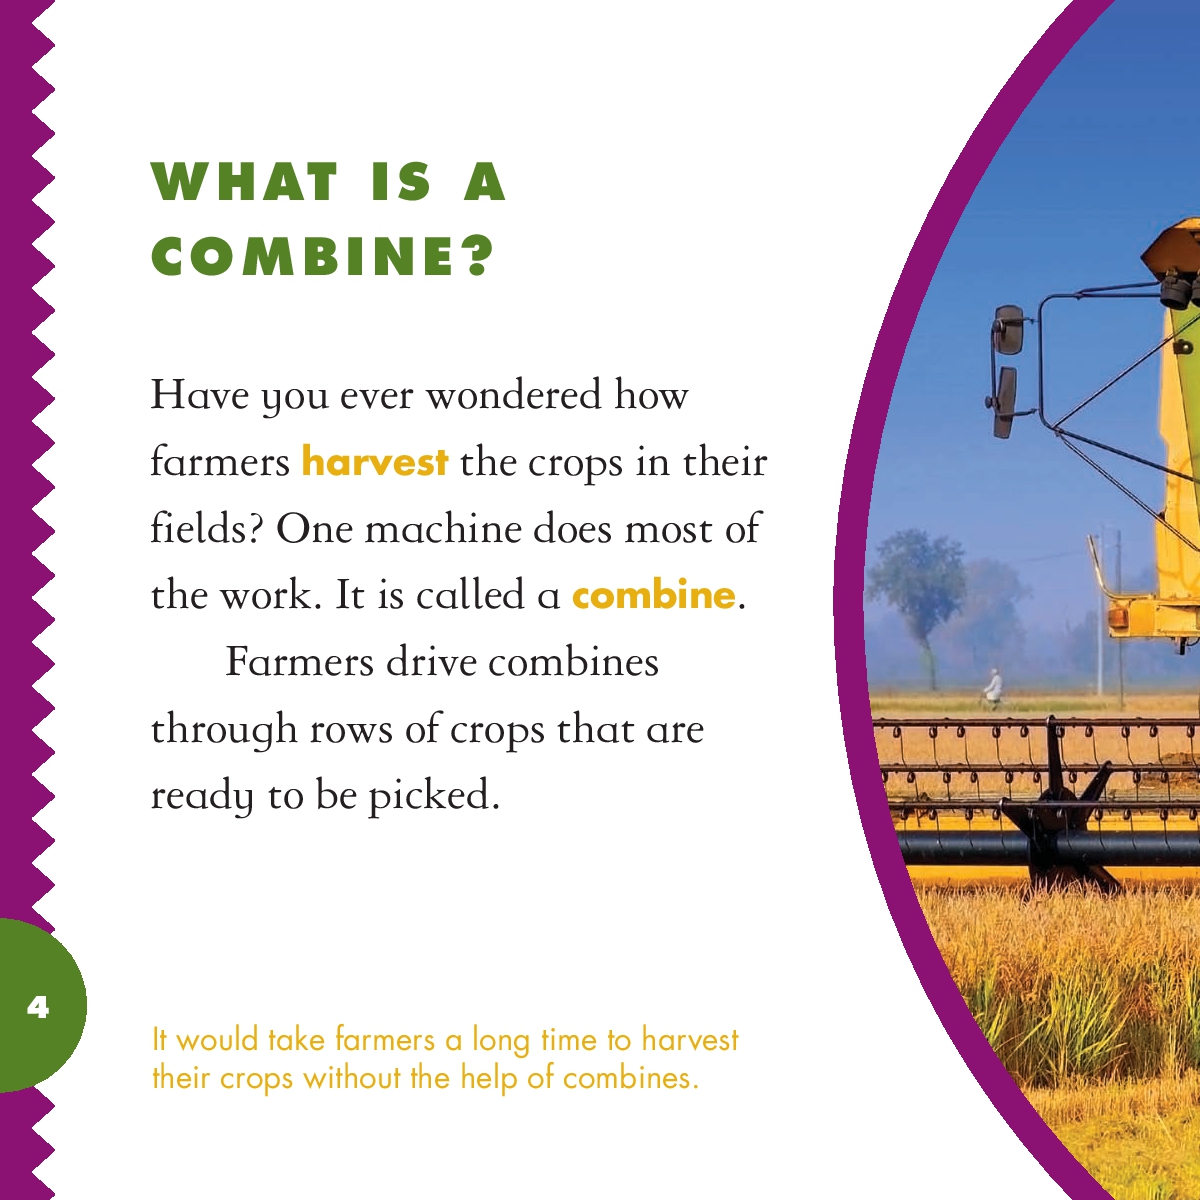 WHAT IS A
COMBINE?
Have you ever wondered how
farmers harvest the crops in their
fields? One machine does most of
the work. It is called a combine.
Farmers drive combines
through rows of crops that are
ready to be picked.
4
It would take farmers a long time to harvest
their crops without the help of combines.